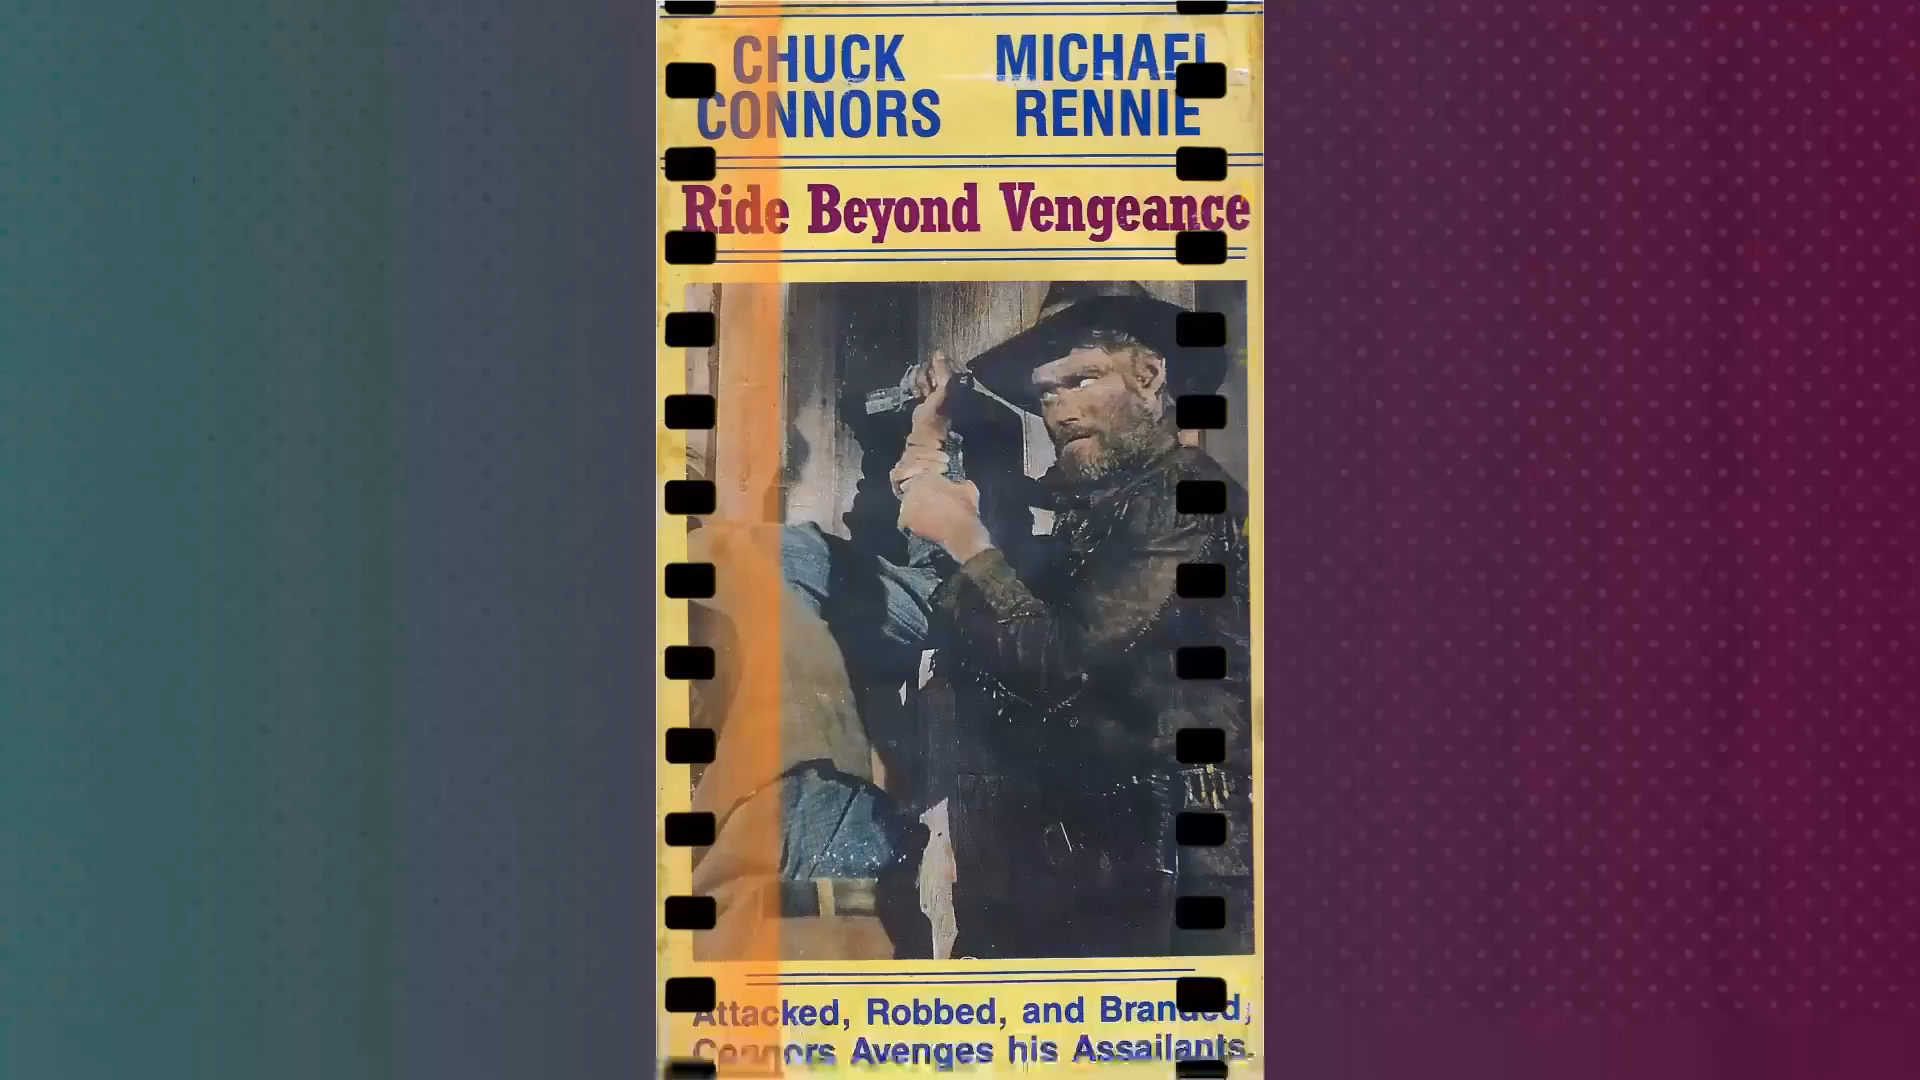 CHUCK MICHAEL
CONNORS RENNIE
Ride Beyond Vengeance
Attacked, Robbed, and Branded,
Connors Avenges his Assailants.